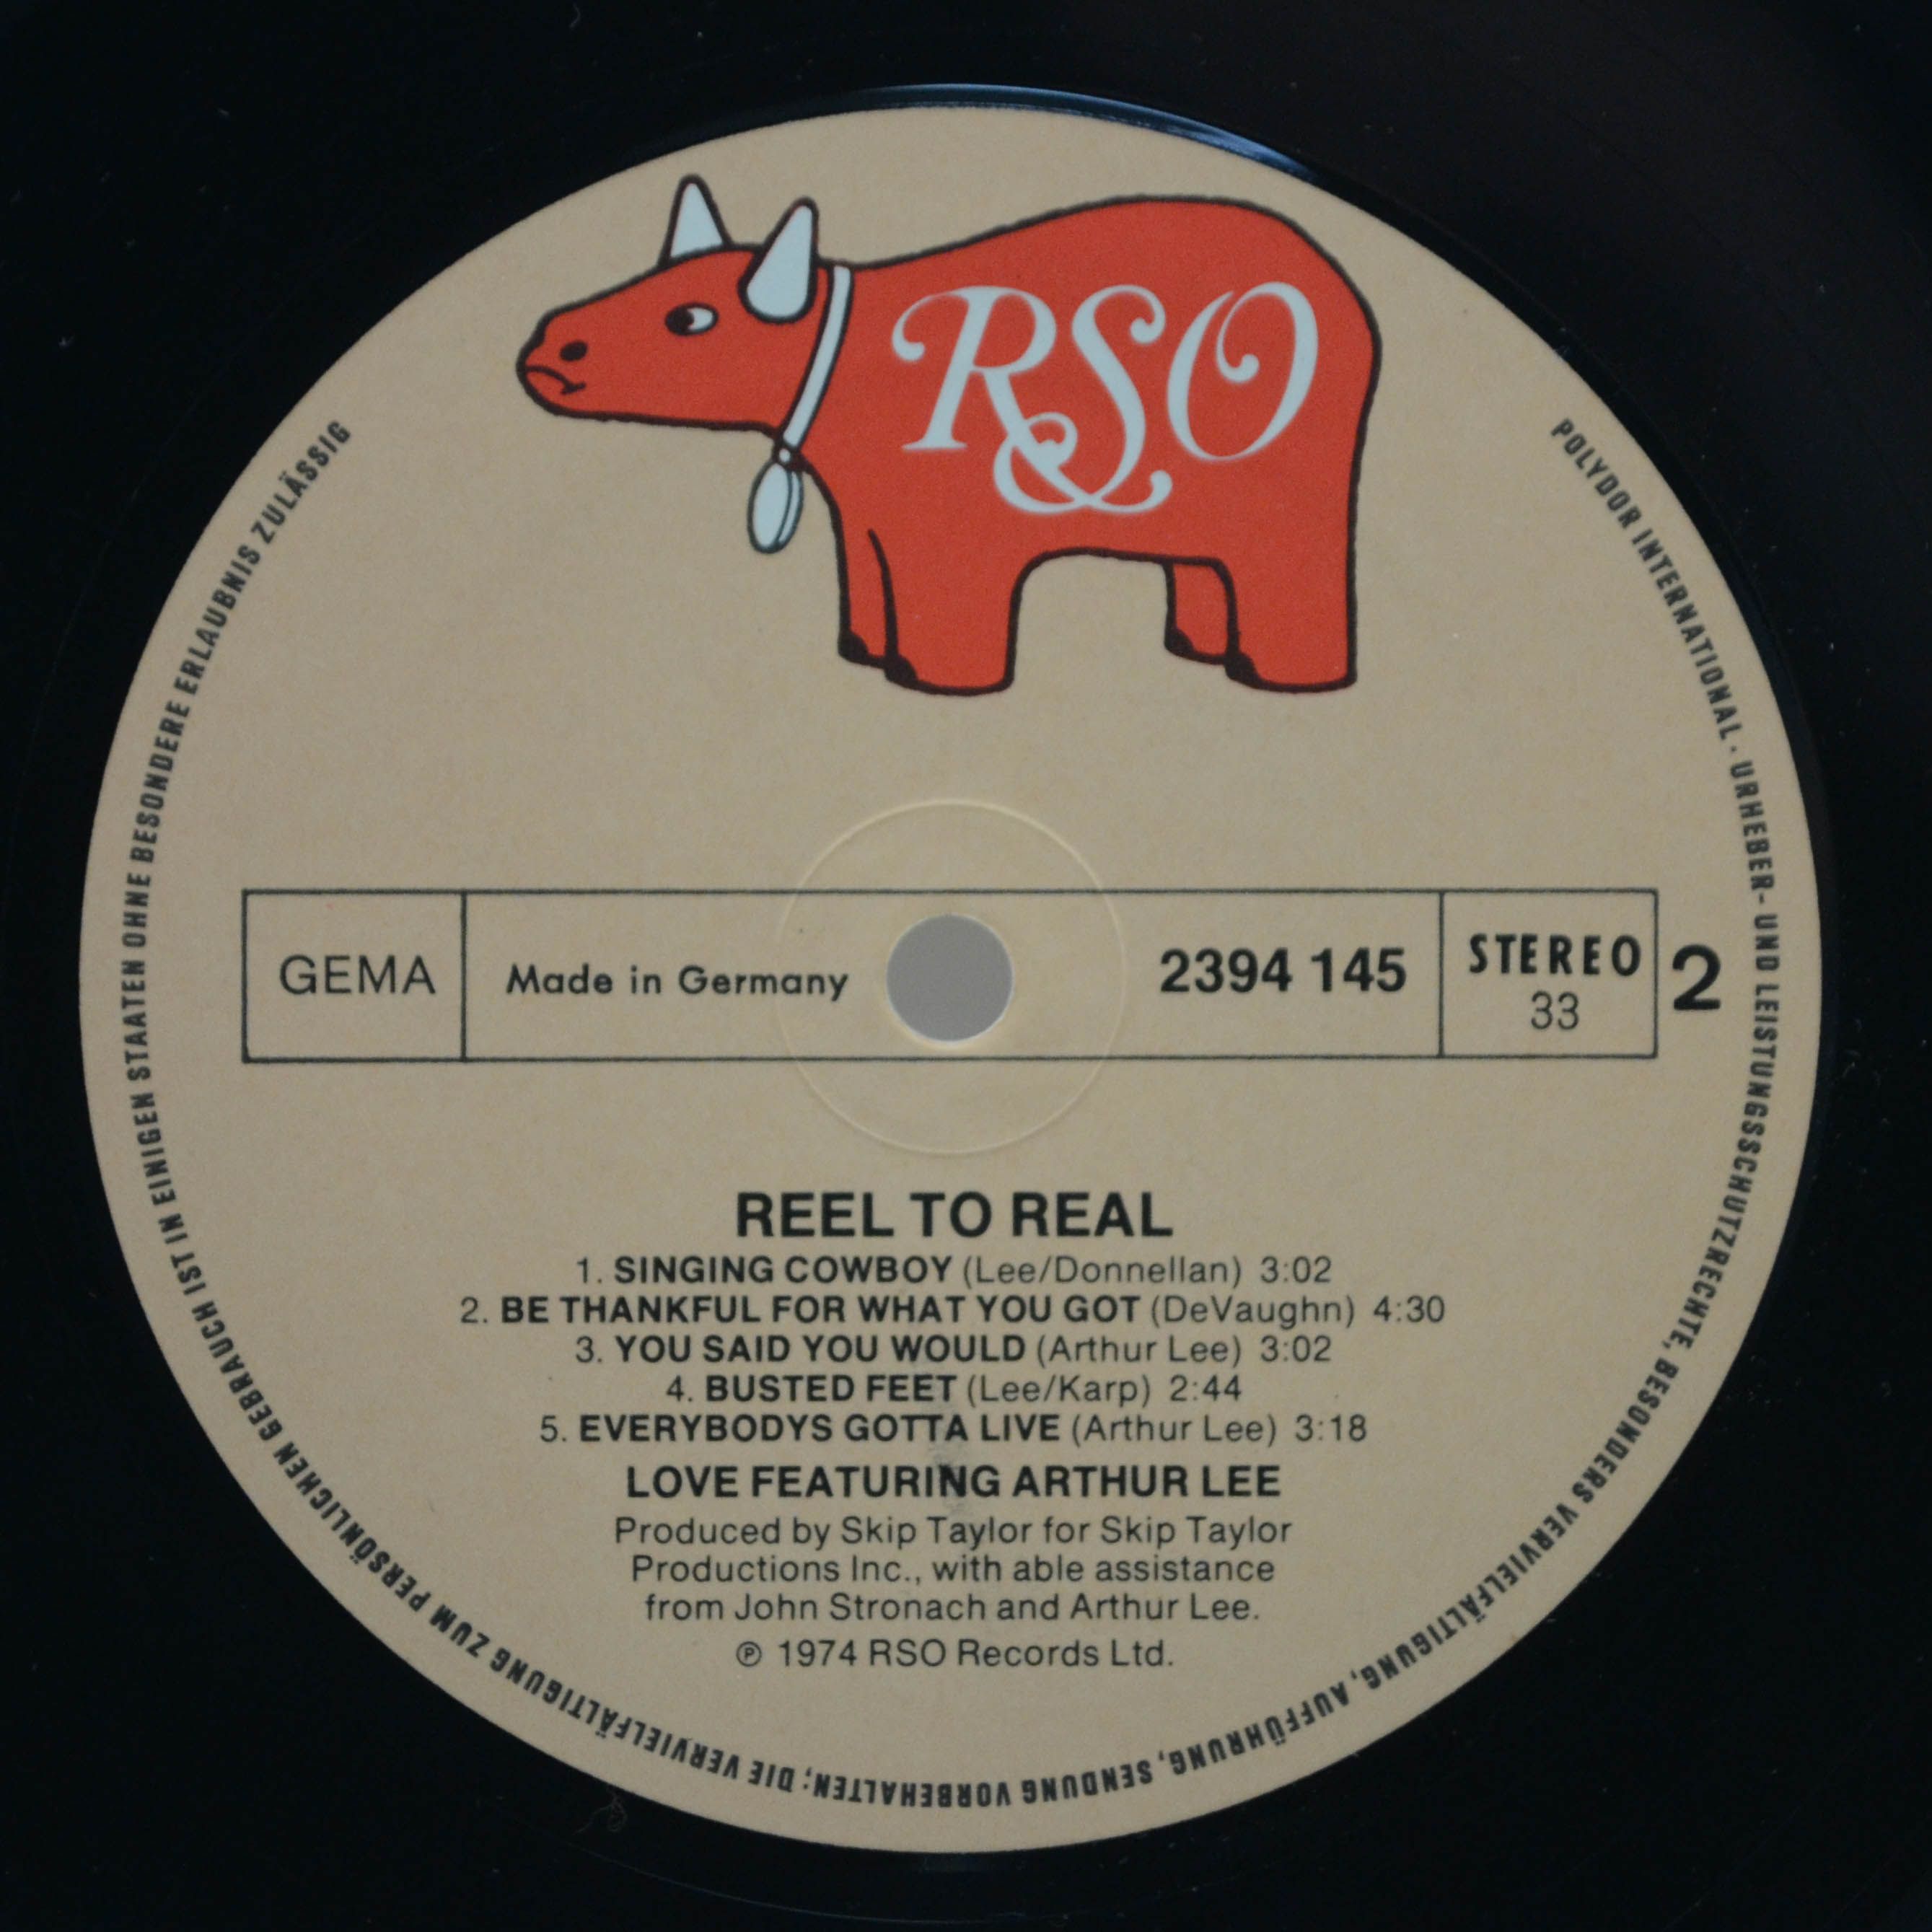 RSO
GEMA
Made in Germany
2394 145
STEREO
33
2
REEL TO REAL
1. SINGING COWBOY (Lee/Donnellan) 3:02
2. BE THANKFUL FOR WHAT YOU GOT (DeVaughn) 4:30
3. YOU SAID YOU WOULD (Arthur Lee) 3:02
4. BUSTED FEET (Lee/Karp) 2:44
5. EVERYBODYS GOTTA LIVE (Arthur Lee) 3:18
LOVE FEATURING ARTHUR LEE
Produced by Skip Taylor for Skip Taylor
Productions Inc., with able assistance
from John Stronach and Arthur Lee.
℗ 1974 RSO Records Ltd.
POLYDOR INTERNATIONAL · URHEBER- UND LEISTUNGSSCHUTZRECHTE, BESONDERS VERVIELFÄLTIGUNG, AUFFÜHRUNG, SENDUNG VORBEHALTEN; DIE VERVIELFÄLTIGUNG ZUM PERSÖNLICHEN GEBRAUCH IST IN EINIGEN STAATEN OHNE BESONDERE ERLAUBNIS ZULÄSSIG